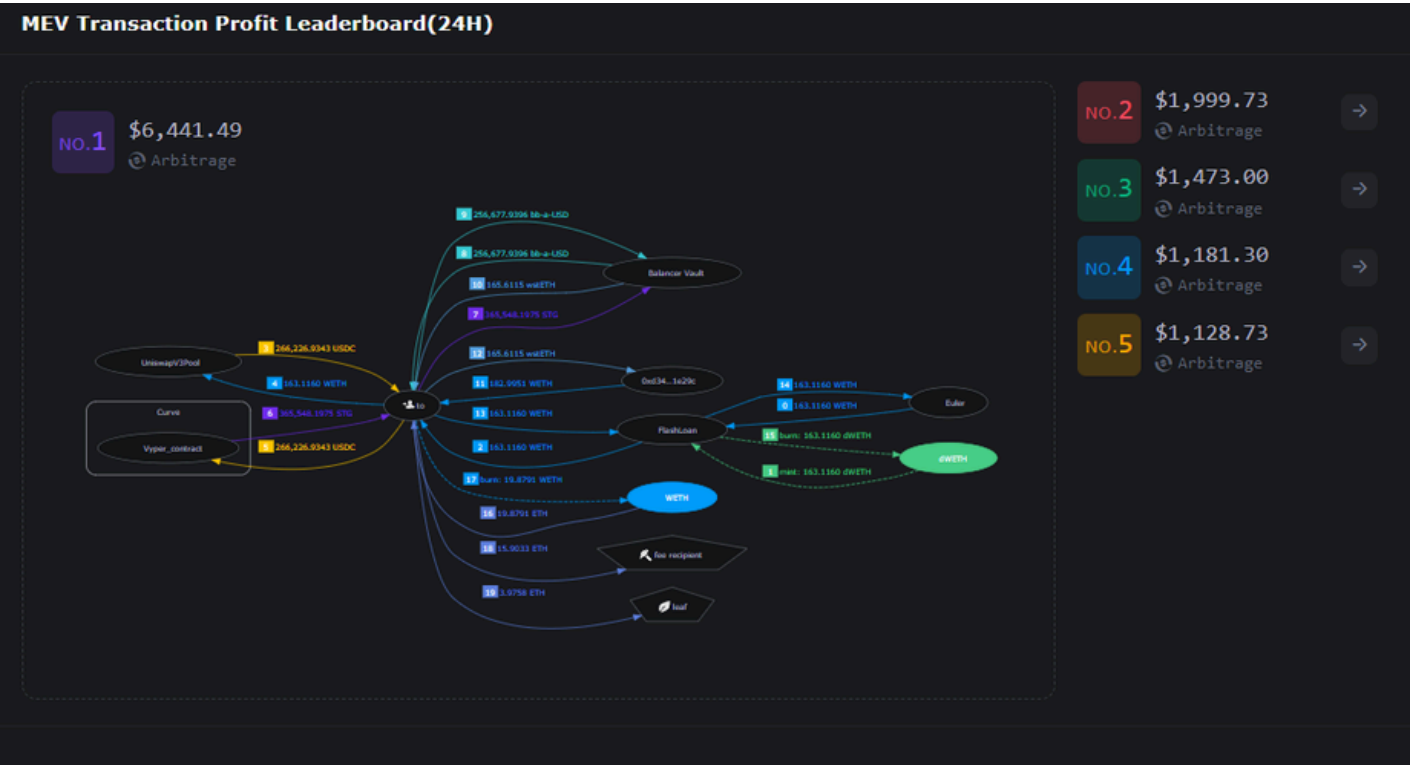 MEV Transaction Profit Leaderboard(24H)
NO.1
$6,441.49
Arbitrage
9 256,677.9396 bb-a-USD
8 256,677.9396 bb-a-USD
Balancer Vault
10 165.6115 wstETH
7 365,548.1975 STG
3 266,226.9343 USDC
UniswapV3Pool
4 163.1160 WETH
12 165.6115 wstETH
0xd34...1e29c
11 182.9951 WETH
14 163.1160 WETH
Euler
0 163.1160 WETH
to
Curve
6 365,548.1975 STG
13 163.1160 WETH
FlashLoan
15 burn: 163.1160 dWETH
Vyper_contract
5 266,226.9343 USDC
2 163.1160 WETH
dWETH
1 mint: 163.1160 dWETH
17 burn: 19.8791 WETH
WETH
16 19.8791 ETH
18 15.9033 ETH
fee recipient
19 3.9758 ETH
leaf
NO.2
$1,999.73
Arbitrage
NO.3
$1,473.00
Arbitrage
NO.4
$1,181.30
Arbitrage
NO.5
$1,128.73
Arbitrage